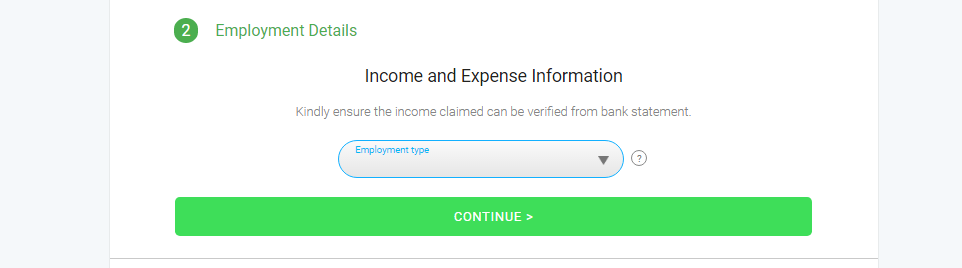 2 Employment Details
Income and Expense Information
Kindly ensure the income claimed can be verified from bank statement.
Employment type
?
CONTINUE >